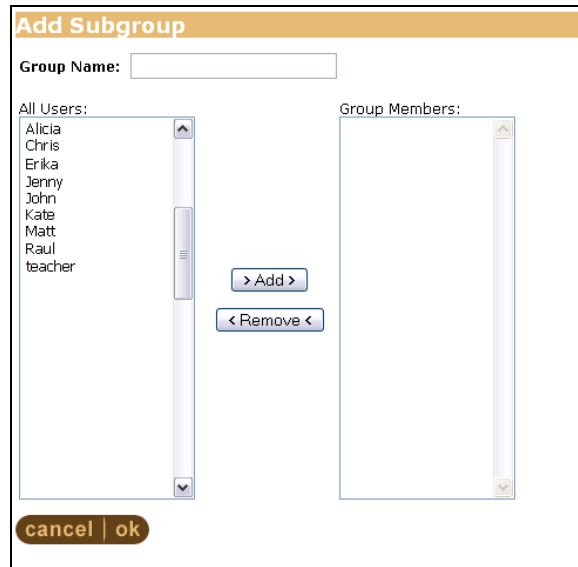 Add Subgroup
Group Name:
All Users:
Group Members:
Alicia
Chris
Erika
Jenny
John
Kate
Matt
Raul
teacher
> Add >
< Remove <
cancel | ok